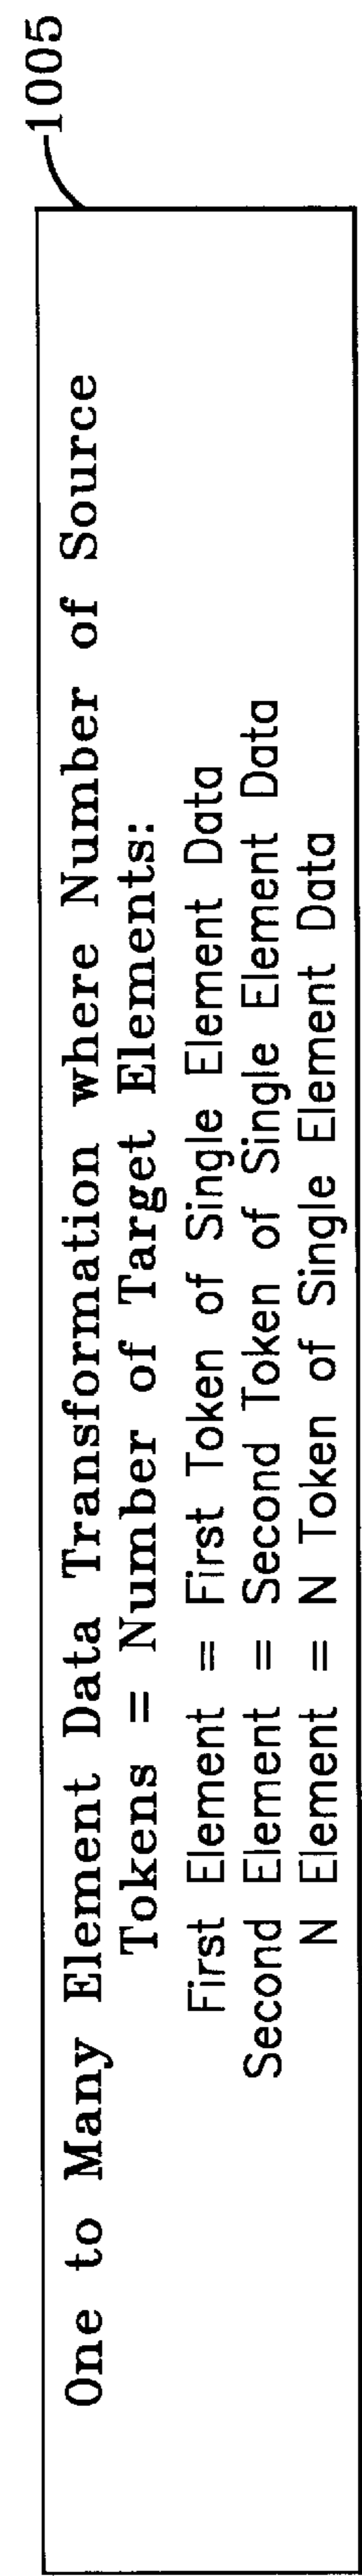 1005
One to Many Element Data Transformation where Number of Source
Tokens = Number of Target Elements:
First Element = First Token of Single Element Data
Second Element = Second Token of Single Element Data
N Element = N Token of Single Element Data